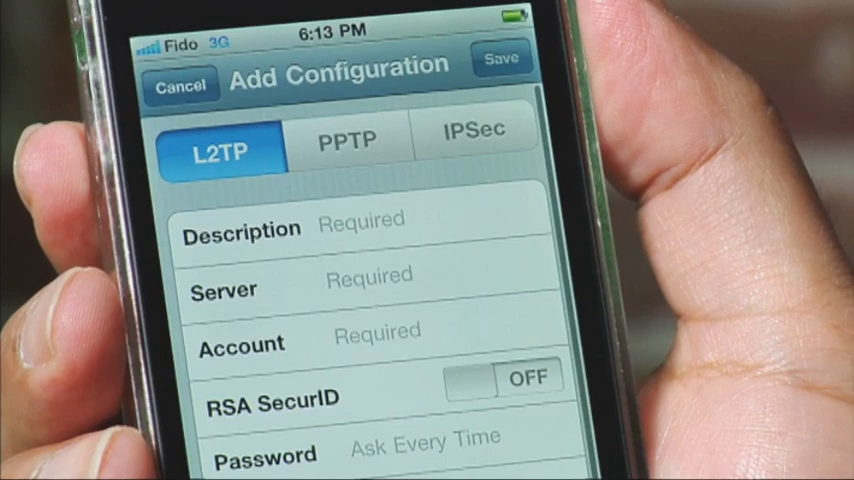 Fido 3G 6:13 PM
Cancel Add Configuration Save
L2TP PPTP IPSec
Description Required
Server Required
Account Required
RSA SecurID OFF
Password Ask Every Time